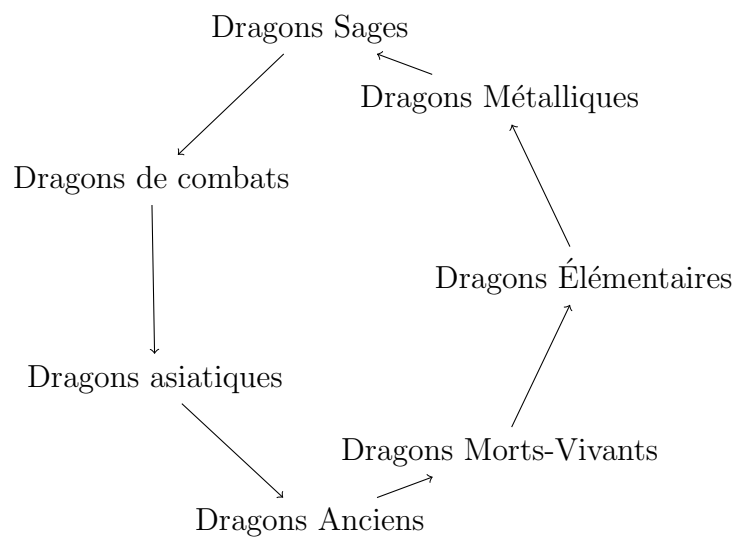 Dragons Sages
Dragons Métalliques
Dragons de combats
Dragons Élémentaires
Dragons asiatiques
Dragons Morts-Vivants
Dragons Anciens